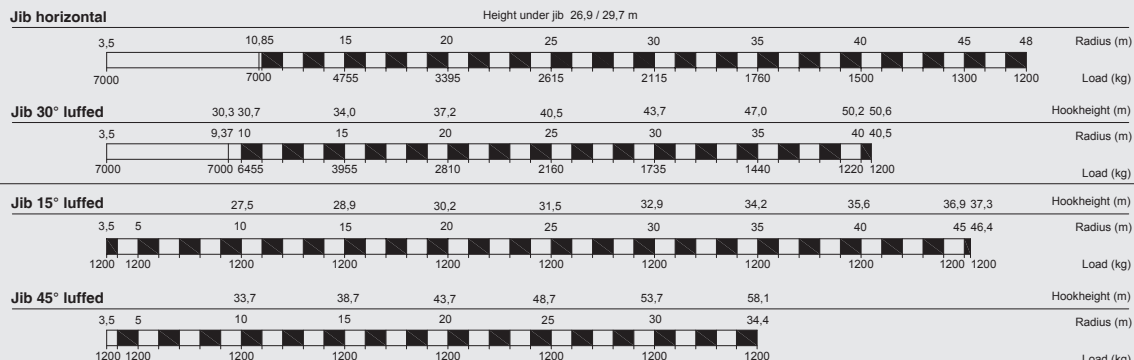 Jib horizontal Height under jib 26,9 / 29,7 m
3,5 10,85 15 20 25 30 35 40 45 48 Radius (m)
7000 7000 4755 3395 2615 2115 1760 1500 1300 1200 Load (kg)
Jib 30° luffed 30,3 30,7 34,0 37,2 40,5 43,7 47,0 50,2 50,6 Hookheight (m)
3,5 9,37 10 15 20 25 30 35 40 40,5 Radius (m)
7000 7000 6455 3955 2810 2160 1735 1440 1220 1200 Load (kg)
Jib 15° luffed 27,5 28,9 30,2 31,5 32,9 34,2 35,6 36,9 37,3 Hookheight (m)
3,5 5 10 15 20 25 30 35 40 45 46,4 Radius (m)
1200 1200 1200 1200 1200 1200 1200 1200 1200 1200 1200 Load (kg)
Jib 45° luffed 33,7 38,7 43,7 48,7 53,7 58,1 Hookheight (m)
3,5 5 10 15 20 25 30 34,4 Radius (m)
1200 1200 1200 1200 1200 1200 1200 1200 Load (kg)